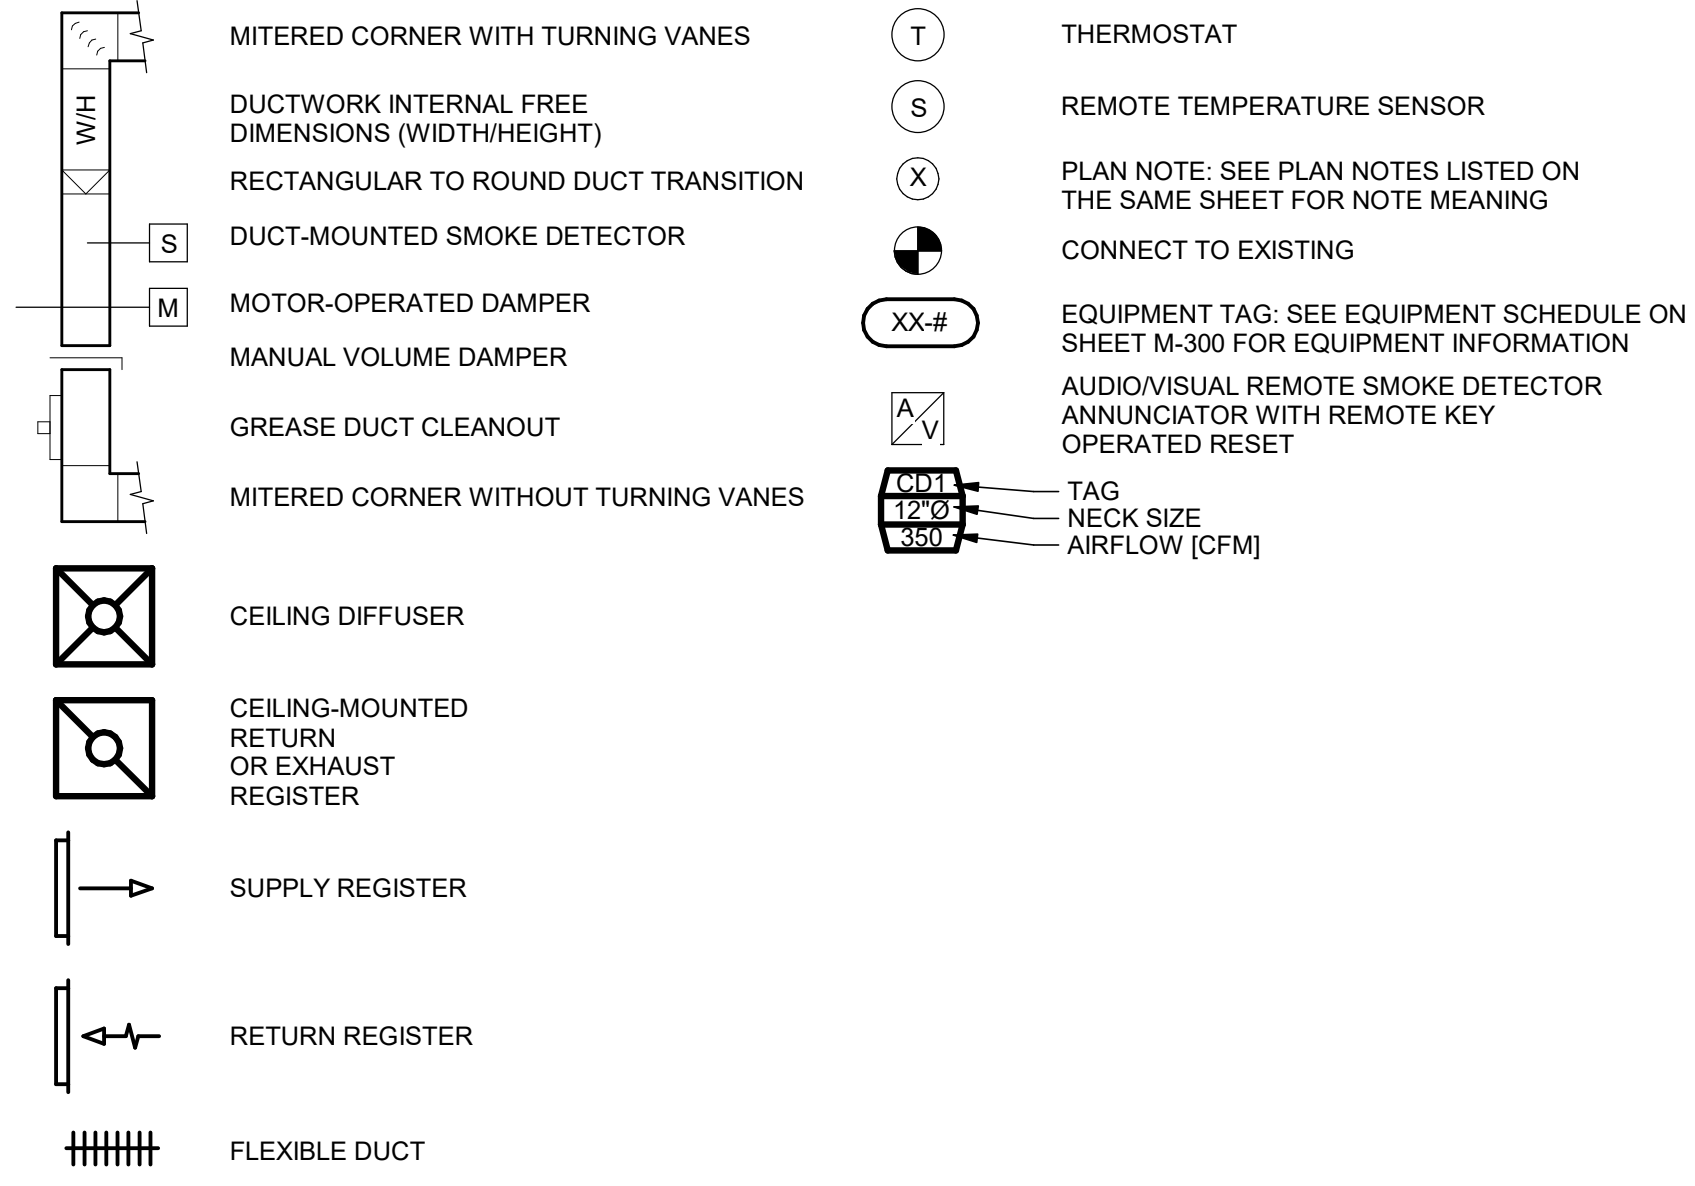 MITERED CORNER WITH TURNING VANES
W/H
DUCTWORK INTERNAL FREE
DIMENSIONS (WIDTH/HEIGHT)
RECTANGULAR TO ROUND DUCT TRANSITION
S
DUCT-MOUNTED SMOKE DETECTOR
M
MOTOR-OPERATED DAMPER
MANUAL VOLUME DAMPER
GREASE DUCT CLEANOUT
MITERED CORNER WITHOUT TURNING VANES
CEILING DIFFUSER
CEILING-MOUNTED
RETURN
OR EXHAUST
REGISTER
SUPPLY REGISTER
RETURN REGISTER
FLEXIBLE DUCT
T
THERMOSTAT
S
REMOTE TEMPERATURE SENSOR
X
PLAN NOTE: SEE PLAN NOTES LISTED ON
THE SAME SHEET FOR NOTE MEANING
CONNECT TO EXISTING
XX-#
EQUIPMENT TAG: SEE EQUIPMENT SCHEDULE ON
SHEET M-300 FOR EQUIPMENT INFORMATION
A/V
AUDIO/VISUAL REMOTE SMOKE DETECTOR
ANNUNCIATOR WITH REMOTE KEY
OPERATED RESET
CD1
TAG
12"Ø
NECK SIZE
350
AIRFLOW [CFM]